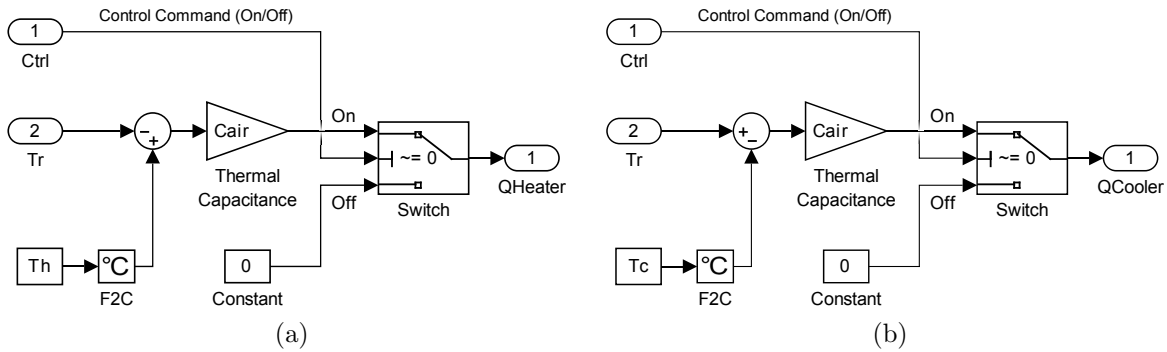 Control Command (On/Off)
1
Ctrl
2
Tr
− +
Cair
Thermal
Capacitance
On
~= 0
Off
Switch
1
QHeater
Th
°C
F2C
0
Constant
(a)
Control Command (On/Off)
1
Ctrl
2
Tr
+ −
Cair
Thermal
Capacitance
On
~= 0
Off
Switch
1
QCooler
Tc
°C
F2C
0
Constant
(b)